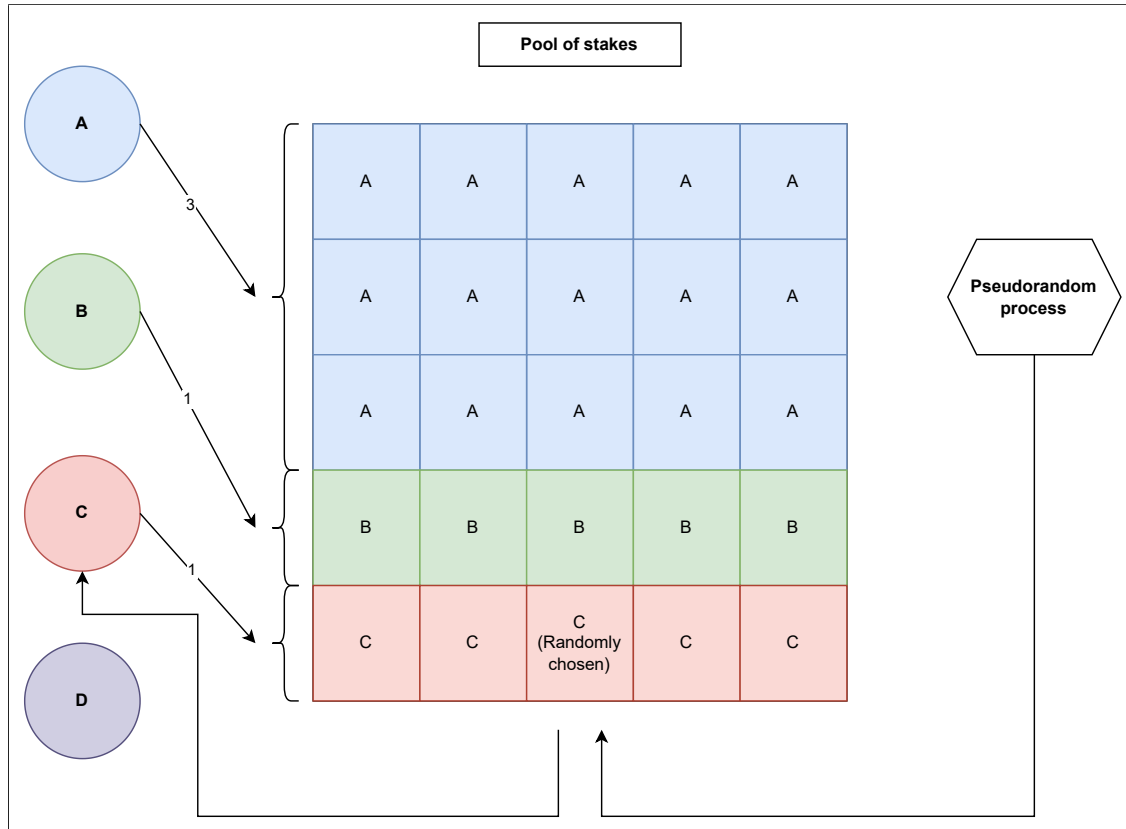 Pool of stakes
A
3
B
1
C
1
D
A A A A A
A A A A A
A A A A A
B B B B B
C C C
(Randomly
chosen) C C
Pseudorandom
process